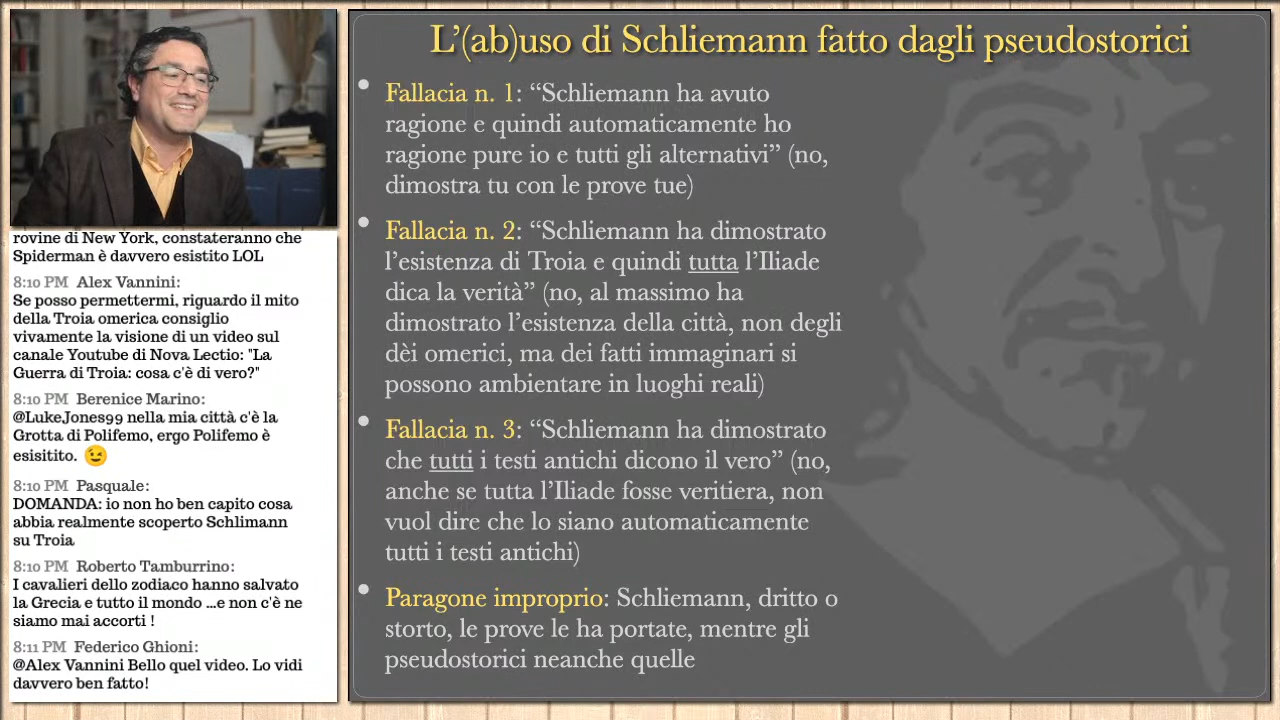 L'(ab)uso di Schliemann fatto dagli pseudostorici
• Fallacia n. 1: “Schliemann ha avuto
ragione e quindi automaticamente ho
ragione pure io e tutti gli alternativi” (no,
dimostra tu con le prove tue)
• Fallacia n. 2: “Schliemann ha dimostrato
l’esistenza di Troia e quindi tutta l’Iliade
dica la verità” (no, al massimo ha
dimostrato l’esistenza della città, non degli
dèi omerici, ma dei fatti immaginari si
possono ambientare in luoghi reali)
• Fallacia n. 3: “Schliemann ha dimostrato
che tutti i testi antichi dicono il vero” (no,
anche se tutta l’Iliade fosse veritiera, non
vuol dire che lo siano automaticamente
tutti i testi antichi)
• Paragone improprio: Schliemann, dritto o
storto, le prove le ha portate, mentre gli
pseudostorici neanche quelle
rovine di New York, constateranno che
Spiderman è davvero esistito LOL
8:10 PM Alex Vannini:
Se posso permettermi, riguardo il mito
della Troia omerica consiglio
vivamente la visione di un video sul
canale Youtube di Nova Lectio: "La
Guerra di Troia: cosa c'è di vero?"
8:10 PM Berenice Marino:
@LukeJones99 nella mia città c'è la
Grotta di Polifemo, ergo Polifemo è
esisitito. 😉
8:10 PM Pasquale:
DOMANDA: io non ho ben capito cosa
abbia realmente scoperto Schlimann
su Troia
8:10 PM Roberto Tamburrino:
I cavalieri dello zodiaco hanno salvato
la Grecia e tutto il mondo ...e non c'è ne
siamo mai accorti !
8:11 PM Federico Ghioni:
@Alex Vannini Bello quel video. Lo vidi
davvero ben fatto!